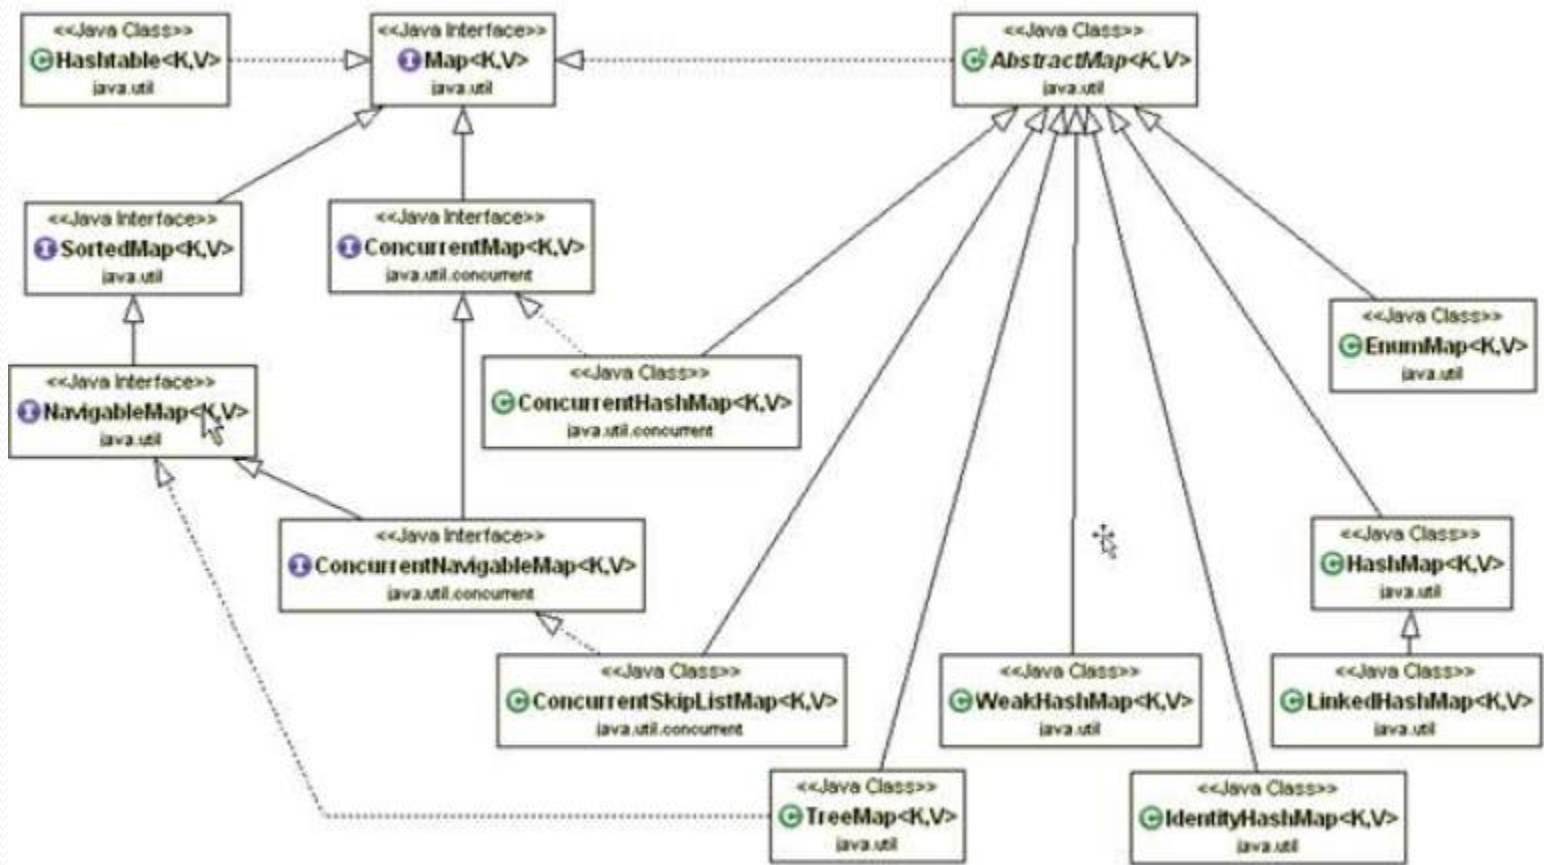 <<Java Class>>
Hashtable<K,V>
java.util
<<Java Interface>>
Map<K,V>
java.util
<<Java Class>>
AbstractMap<K,V>
java.util
<<Java Interface>>
SortedMap<K,V>
java.util
<<Java Interface>>
ConcurrentMap<K,V>
java.util.concurrent
<<Java Class>>
EnumMap<K,V>
java.util
<<Java Interface>>
NavigableMap<K,V>
java.util
<<Java Class>>
ConcurrentHashMap<K,V>
java.util.concurrent
<<Java Interface>>
ConcurrentNavigableMap<K,V>
java.util.concurrent
<<Java Class>>
HashMap<K,V>
java.util
<<Java Class>>
ConcurrentSkipListMap<K,V>
java.util.concurrent
<<Java Class>>
WeakHashMap<K,V>
java.util
<<Java Class>>
LinkedHashMap<K,V>
java.util
<<Java Class>>
TreeMap<K,V>
java.util
<<Java Class>>
IdentityHashMap<K,V>
java.util